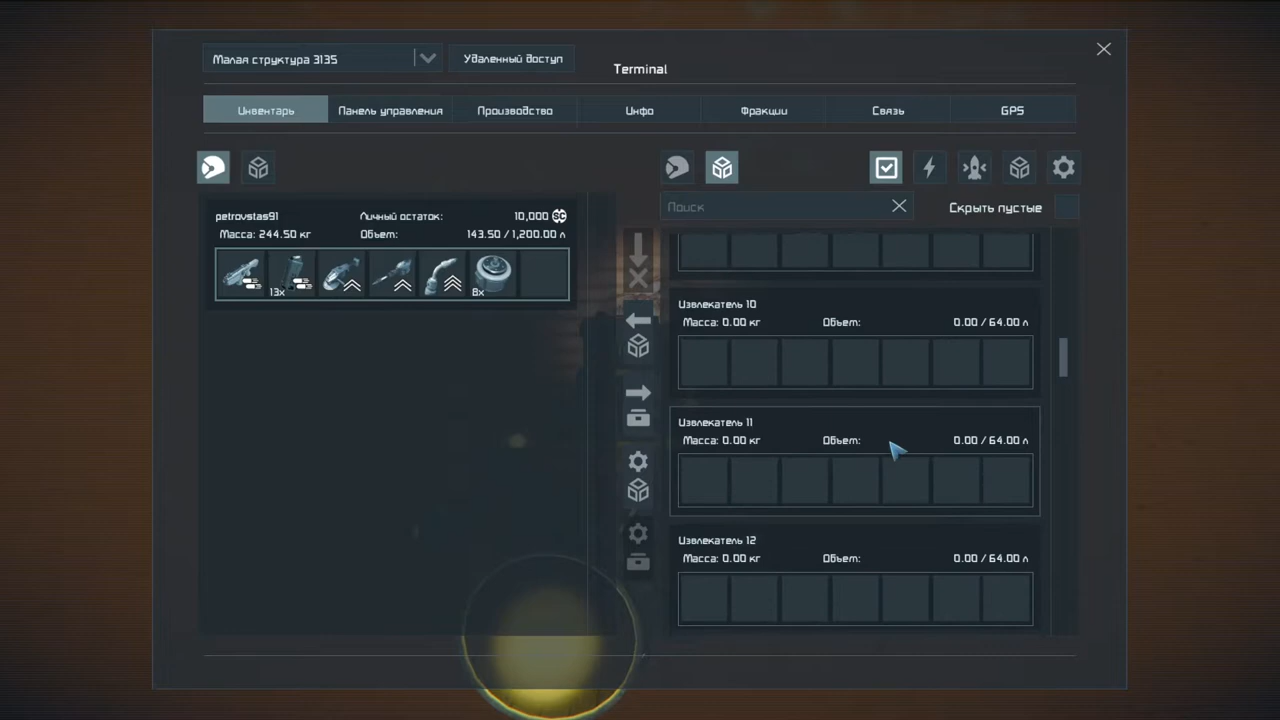 Малая структура 3135
Удаленный доступ
Terminal
Инвентарь
Панель управления
Производство
Инфо
Фракции
Связь
GPS
Поиск
Скрыть пустые
petrovstas91
Личный остаток:
10,000 SC
Масса: 244.50 кг
Объем:
143.50 / 1,200.00 л
13x
8x
Извлекатель 10
Масса: 0.00 кг
Объем:
0.00 / 64.00 л
Извлекатель 11
Масса: 0.00 кг
Объем:
0.00 / 64.00 л
Извлекатель 12
Масса: 0.00 кг
Объем:
0.00 / 64.00 л